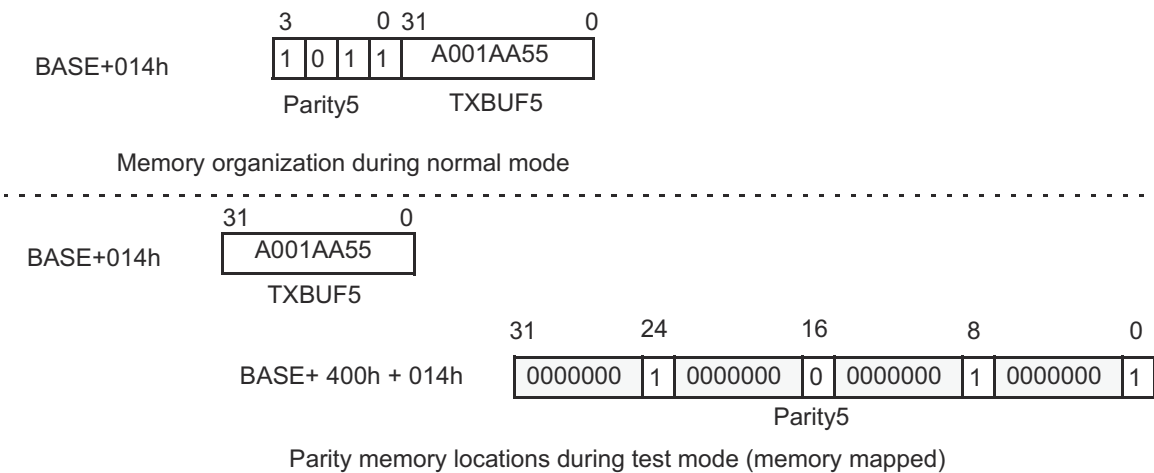 3 0 31 0
BASE+014h 1 0 1 1 A001AA55
Parity5 TXBUF5
Memory organization during normal mode
31 0
BASE+014h A001AA55
TXBUF5
31 24 16 8 0
BASE+ 400h + 014h 0000000 1 0000000 0 0000000 1 0000000 1
Parity5
Parity memory locations during test mode (memory mapped)